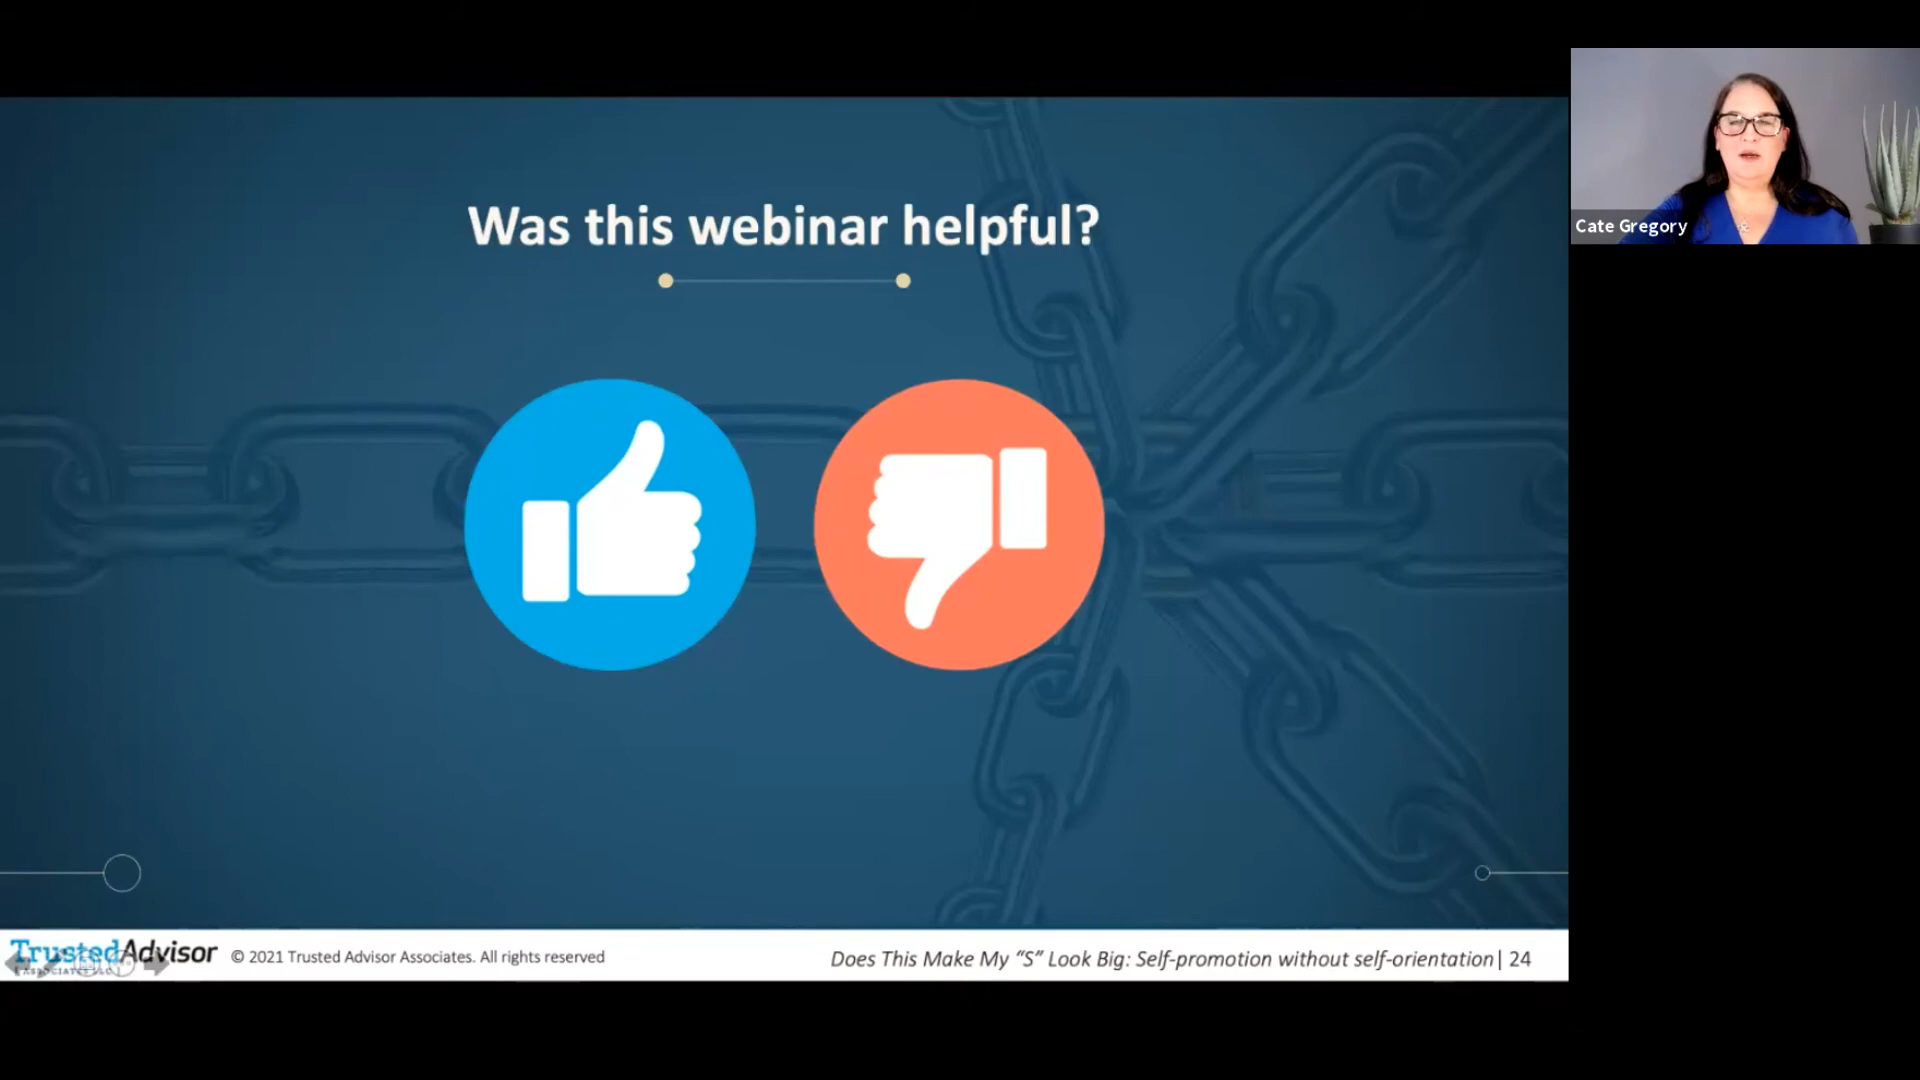 Was this webinar helpful?
Cate Gregory
TrustedAdvisor
© 2021 Trusted Advisor Associates. All rights reserved
Does This Make My “S” Look Big: Self-promotion without self-orientation| 24